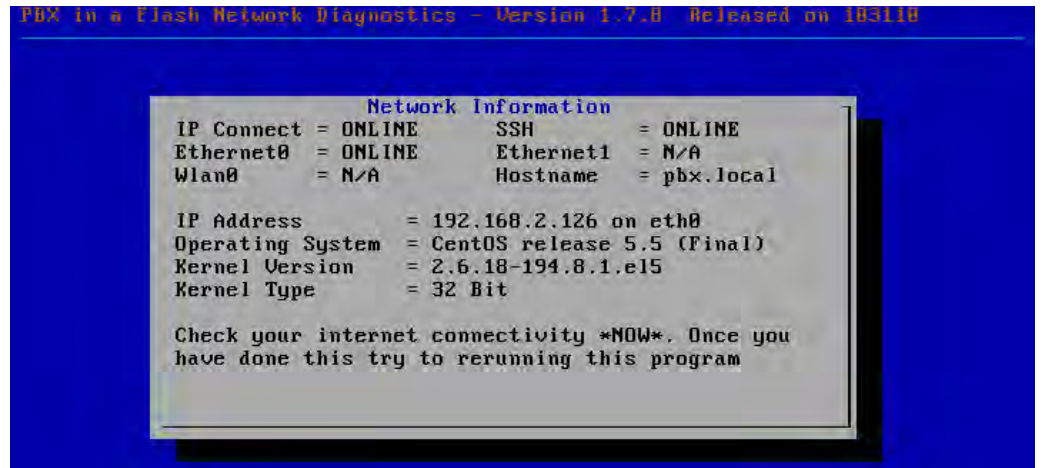 PBX in a Flash Network Diagnostics - Version 1.7.8 Released on 103110
Network Information
IP Connect = ONLINE SSH = ONLINE
Ethernet0 = ONLINE Ethernet1 = N/A
Wlan0 = N/A Hostname = pbx.local
IP Address = 192.168.2.126 on eth0
Operating System = CentOS release 5.5 (Final)
Kernel Version = 2.6.18-194.8.1.el5
Kernel Type = 32 Bit
Check your internet connectivity *NOW*. Once you
have done this try to rerunning this program